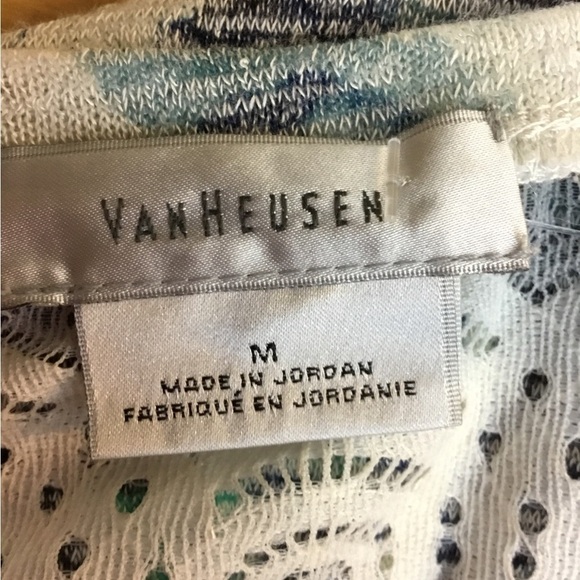 VANHEUSEN
M
MADE IN JORDAN
FABRIQUÉ EN JORDANIE